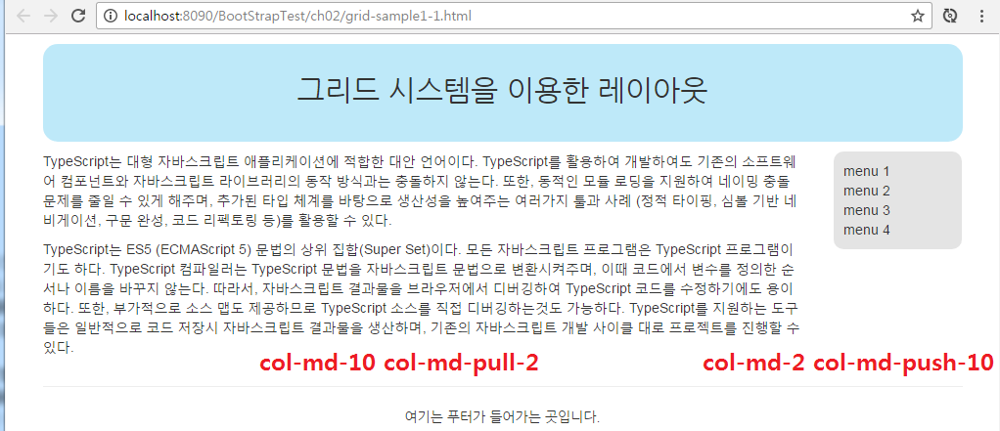 localhost:8090/BootStrapTest/ch02/grid-sample1-1.html
그리드 시스템을 이용한 레이아웃
TypeScript는 대형 자바스크립트 애플리케이션에 적합한 대안 언어이다. TypeScript를 활용하여 개발하여도 기존의 소프트웨
어 컴포넌트와 자바스크립트 라이브러리의 동작 방식과는 충돌하지 않는다. 또한, 동적인 모듈 로딩을 지원하여 네이밍 충돌
문제를 줄일 수 있게 해주며, 추가된 타입 체계를 바탕으로 생산성을 높여주는 여러가지 툴과 사례 (정적 타이핑, 심볼 기반 네
비게이션, 구문 완성, 코드 리펙토링 등)를 활용할 수 있다.
TypeScript는 ES5 (ECMAScript 5) 문법의 상위 집합(Super Set)이다. 모든 자바스크립트 프로그램은 TypeScript 프로그램이
기도 하다. TypeScript 컴파일러는 TypeScript 문법을 자바스크립트 문법으로 변환시켜주며, 이때 코드에서 변수를 정의한 순
서나 이름을 바꾸지 않는다. 따라서, 자바스크립트 결과물을 브라우저에서 디버깅하여 TypeScript 코드를 수정하기에도 용이
하다. 또한, 부가적으로 소스 맵도 제공하므로 TypeScript 소스를 직접 디버깅하는것도 가능하다. TypeScript를 지원하는 도구
들은 일반적으로 코드 저장시 자바스크립트 결과물을 생산하며, 기존의 자바스크립트 개발 사이클 대로 프로젝트를 진행할 수
있다.
menu 1
menu 2
menu 3
menu 4
col-md-10 col-md-pull-2
col-md-2 col-md-push-10
여기는 푸터가 들어가는 곳입니다.